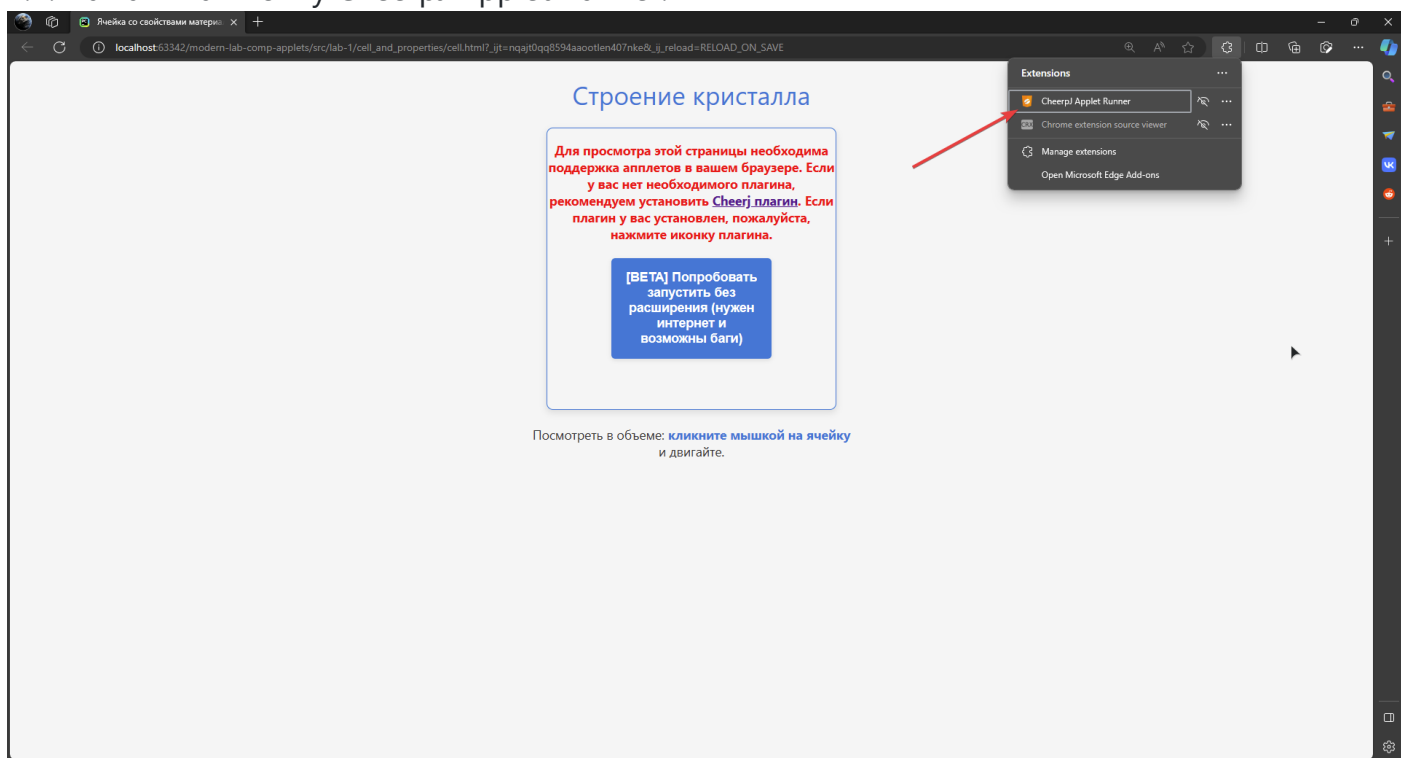 Ячейка со свойствами материа
localhost:63342/modern-lab-comp-applets/src/lab-1/cell_and_properties/cell.html?_ijt=nqajt0qq8594aaootlen407nke&_ij_reload=RELOAD_ON_SAVE
Extensions
CheerpJ Applet Runner
Chrome extension source viewer
Manage extensions
Open Microsoft Edge Add-ons
Строение кристалла
Для просмотра этой страницы необходима
поддержка апплетов в вашем браузере. Если
у вас нет необходимого плагина,
рекомендуем установить Cheerj плагин. Если
плагин у вас установлен, пожалуйста,
нажмите иконку плагина.
[BETA] Попробовать
запустить без
расширения (нужен
интернет и
возможны баги)
Посмотреть в объеме: кликните мышкой на ячейку
и двигайте.